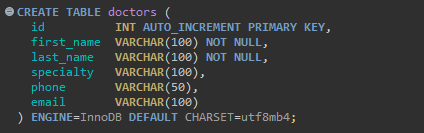 CREATE TABLE doctors (
    id          INT AUTO_INCREMENT PRIMARY KEY,
    first_name  VARCHAR(100) NOT NULL,
    last_name   VARCHAR(100) NOT NULL,
    specialty   VARCHAR(100),
    phone       VARCHAR(50),
    email       VARCHAR(100)
) ENGINE=InnoDB DEFAULT CHARSET=utf8mb4;